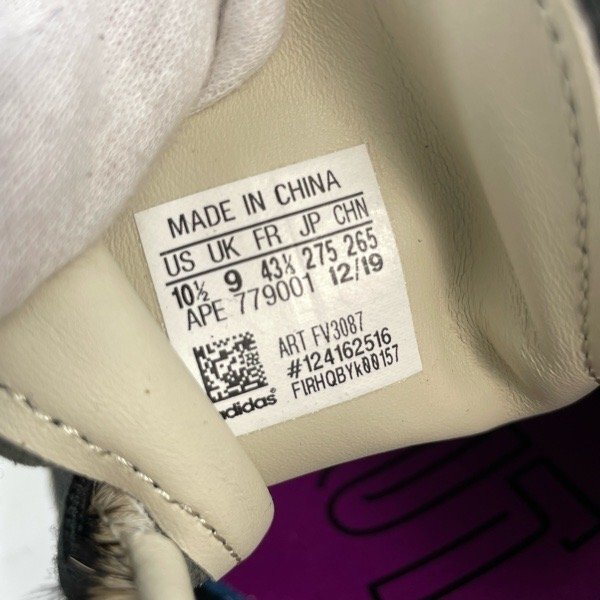 MADE IN CHINA
US UK FR JP CHN
10½ 9 43⅓ 275 265
APE 779001 12/19
ART FV3087
#124162516
FIRHQBYk00157
adidas